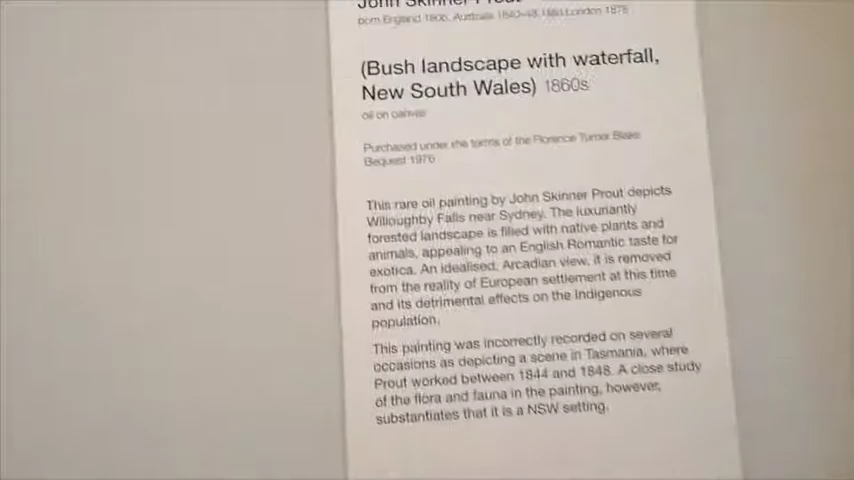 John Skinner Prout
born England 1806, Australia 1840–48, died London 1876
(Bush landscape with waterfall,
New South Wales) 1860s
oil on canvas
Purchased under the terms of the Florence Turner Blake
Bequest 1976
This rare oil painting by John Skinner Prout depicts
Willoughby Falls near Sydney. The luxuriantly
forested landscape is filled with native plants and
animals, appealing to an English Romantic taste for
exotica. An idealised, Arcadian view, it is removed
from the reality of European settlement at this time
and its detrimental effects on the Indigenous
population.
This painting was incorrectly recorded on several
occasions as depicting a scene in Tasmania, where
Prout worked between 1844 and 1848. A close study
of the flora and fauna in the painting, however,
substantiates that it is a NSW setting.